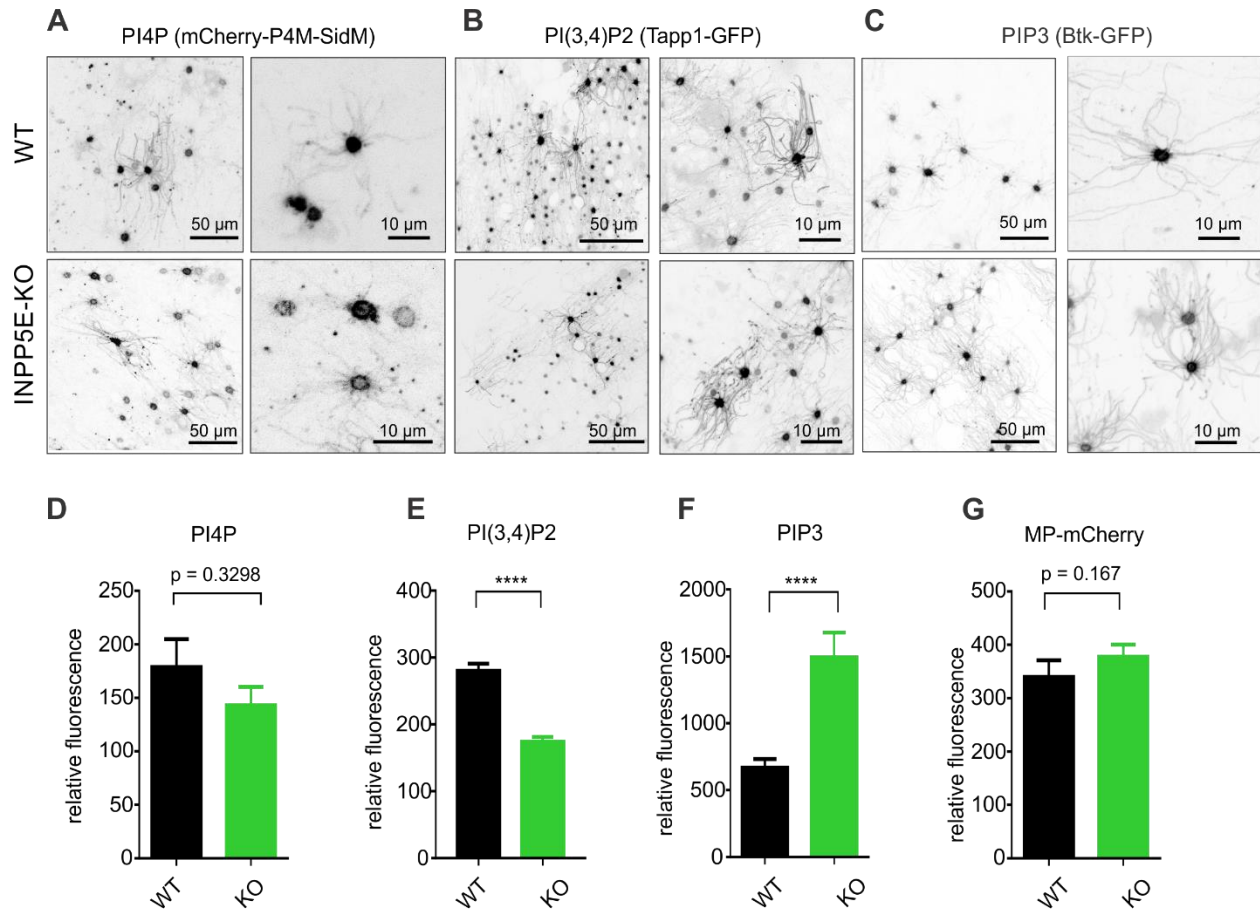 A
PI4P (mCherry-P4M-SidM)
B
PI(3,4)P2 (Tapp1-GFP)
C
PIP3 (Btk-GFP)
WT
50 µm
10 µm
50 µm
10 µm
50 µm
10 µm
INPP5E-KO
50 µm
10 µm
50 µm
10 µm
50 µm
10 µm
D
PI4P
p = 0.3298
relative fluorescence
250
200
150
100
50
0
WT
KO
E
PI(3,4)P2
****
relative fluorescence
400
300
200
100
0
WT
KO
F
PIP3
****
relative fluorescence
2000
1500
1000
500
0
WT
KO
G
MP-mCherry
p = 0.167
relative fluorescence
500
400
300
200
100
0
WT
KO